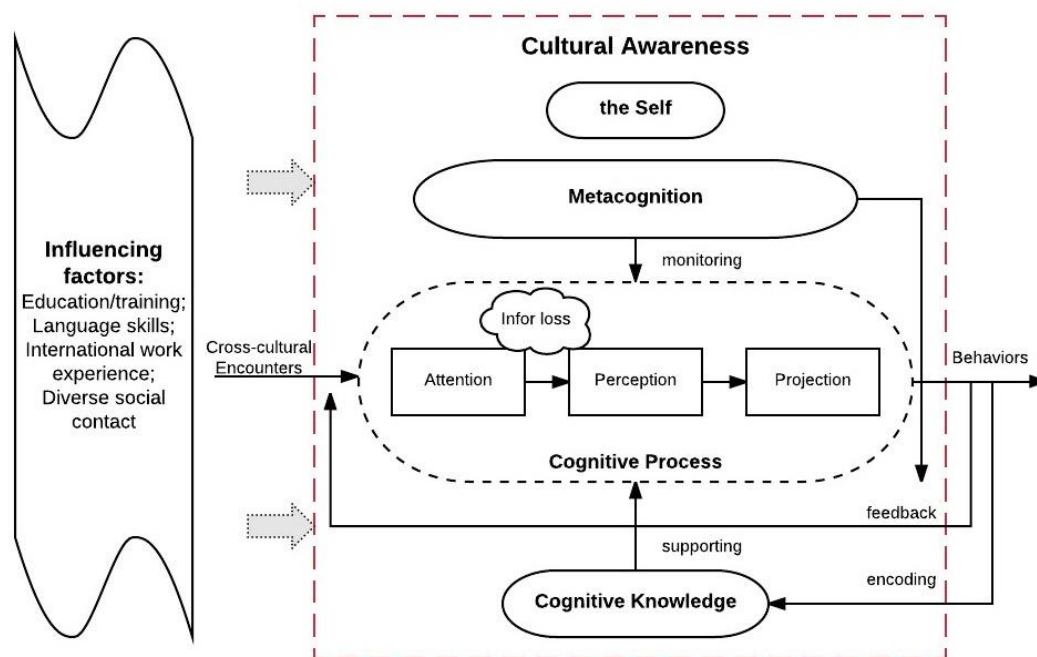 Cultural Awareness
the Self
Metacognition
monitoring
Influencing
factors:
Education/training;
Language skills;
International work
experience;
Diverse social
contact
Cross-cultural
Encounters
Infor loss
Attention
Perception
Projection
Behaviors
Cognitive Process
feedback
supporting
encoding
Cognitive Knowledge